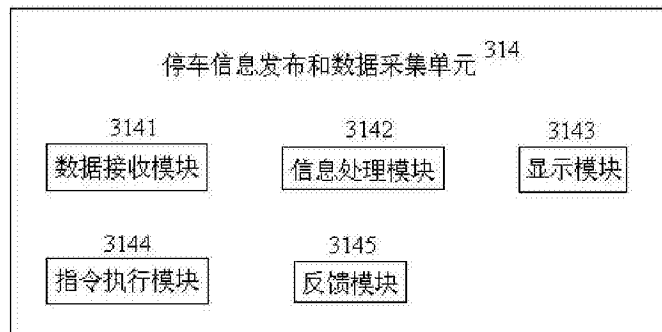 停车信息发布和数据采集单元 314
3141 3142 3143
数据接收模块 信息处理模块 显示模块
3144 3145
指令执行模块 反馈模块